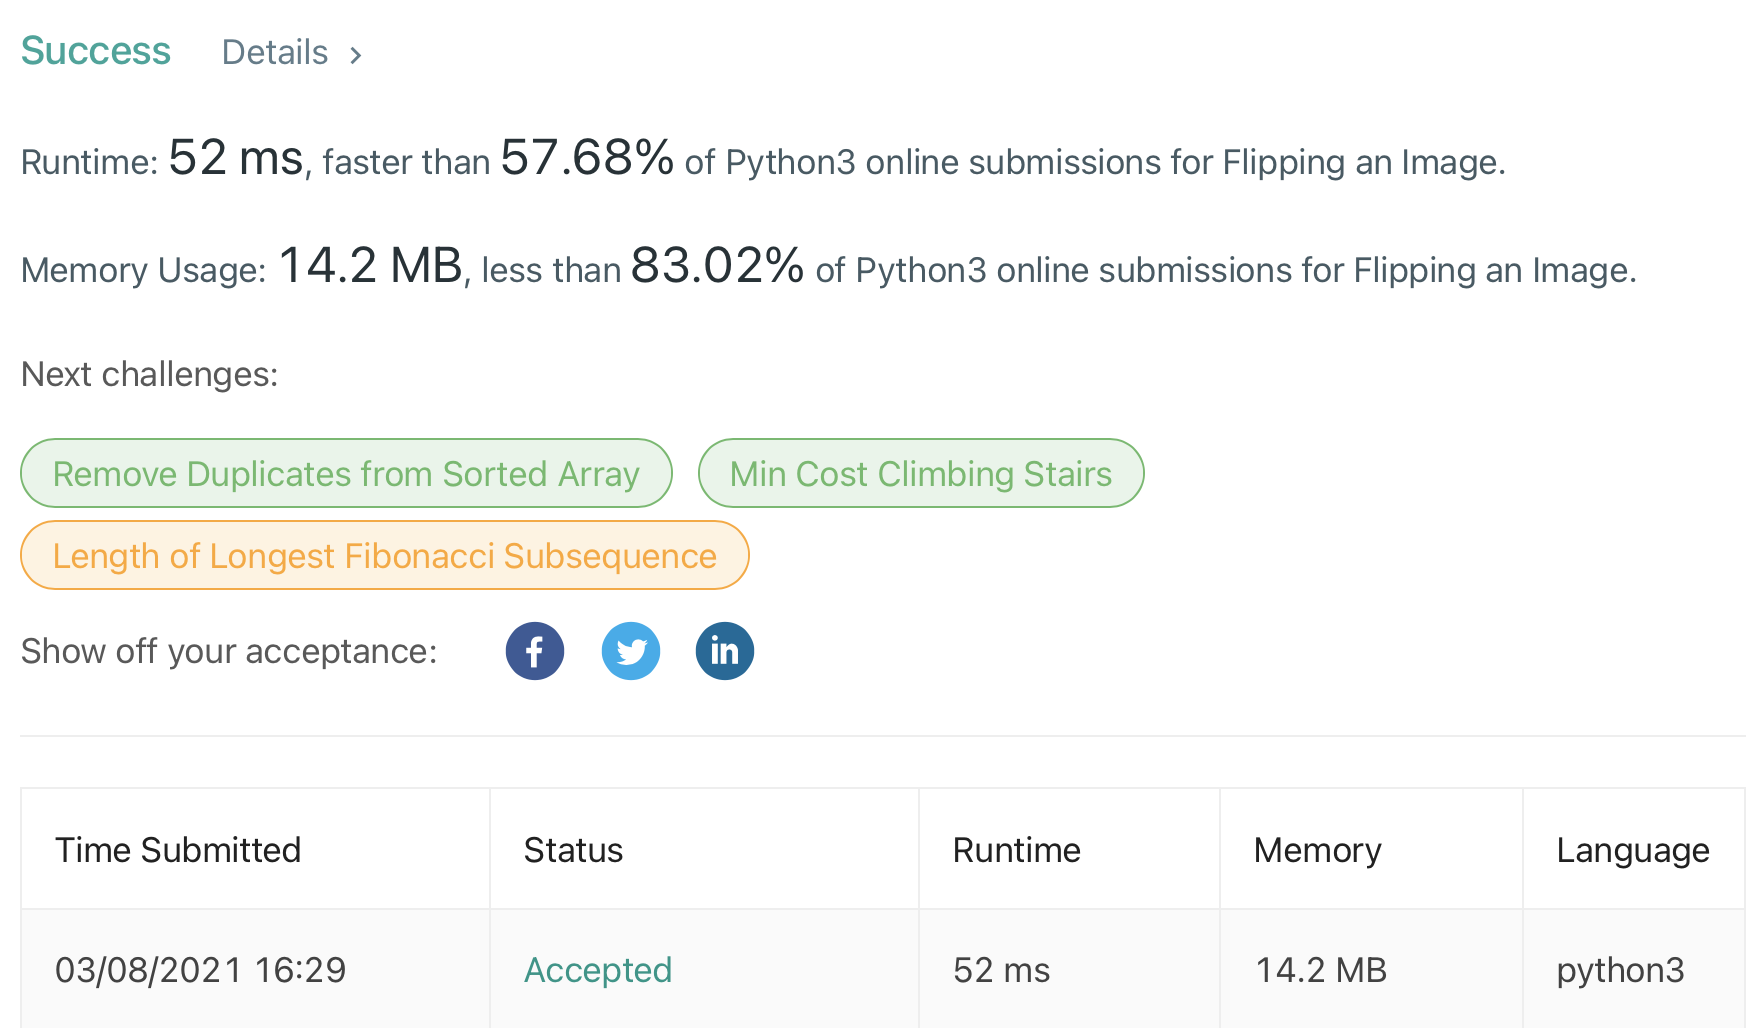 Success Details >
Runtime: 52 ms, faster than 57.68% of Python3 online submissions for Flipping an Image.
Memory Usage: 14.2 MB, less than 83.02% of Python3 online submissions for Flipping an Image.
Next challenges:
Remove Duplicates from Sorted Array Min Cost Climbing Stairs
Length of Longest Fibonacci Subsequence
Show off your acceptance: f in
Time Submitted Status Runtime Memory Language
03/08/2021 16:29 Accepted 52 ms 14.2 MB python3